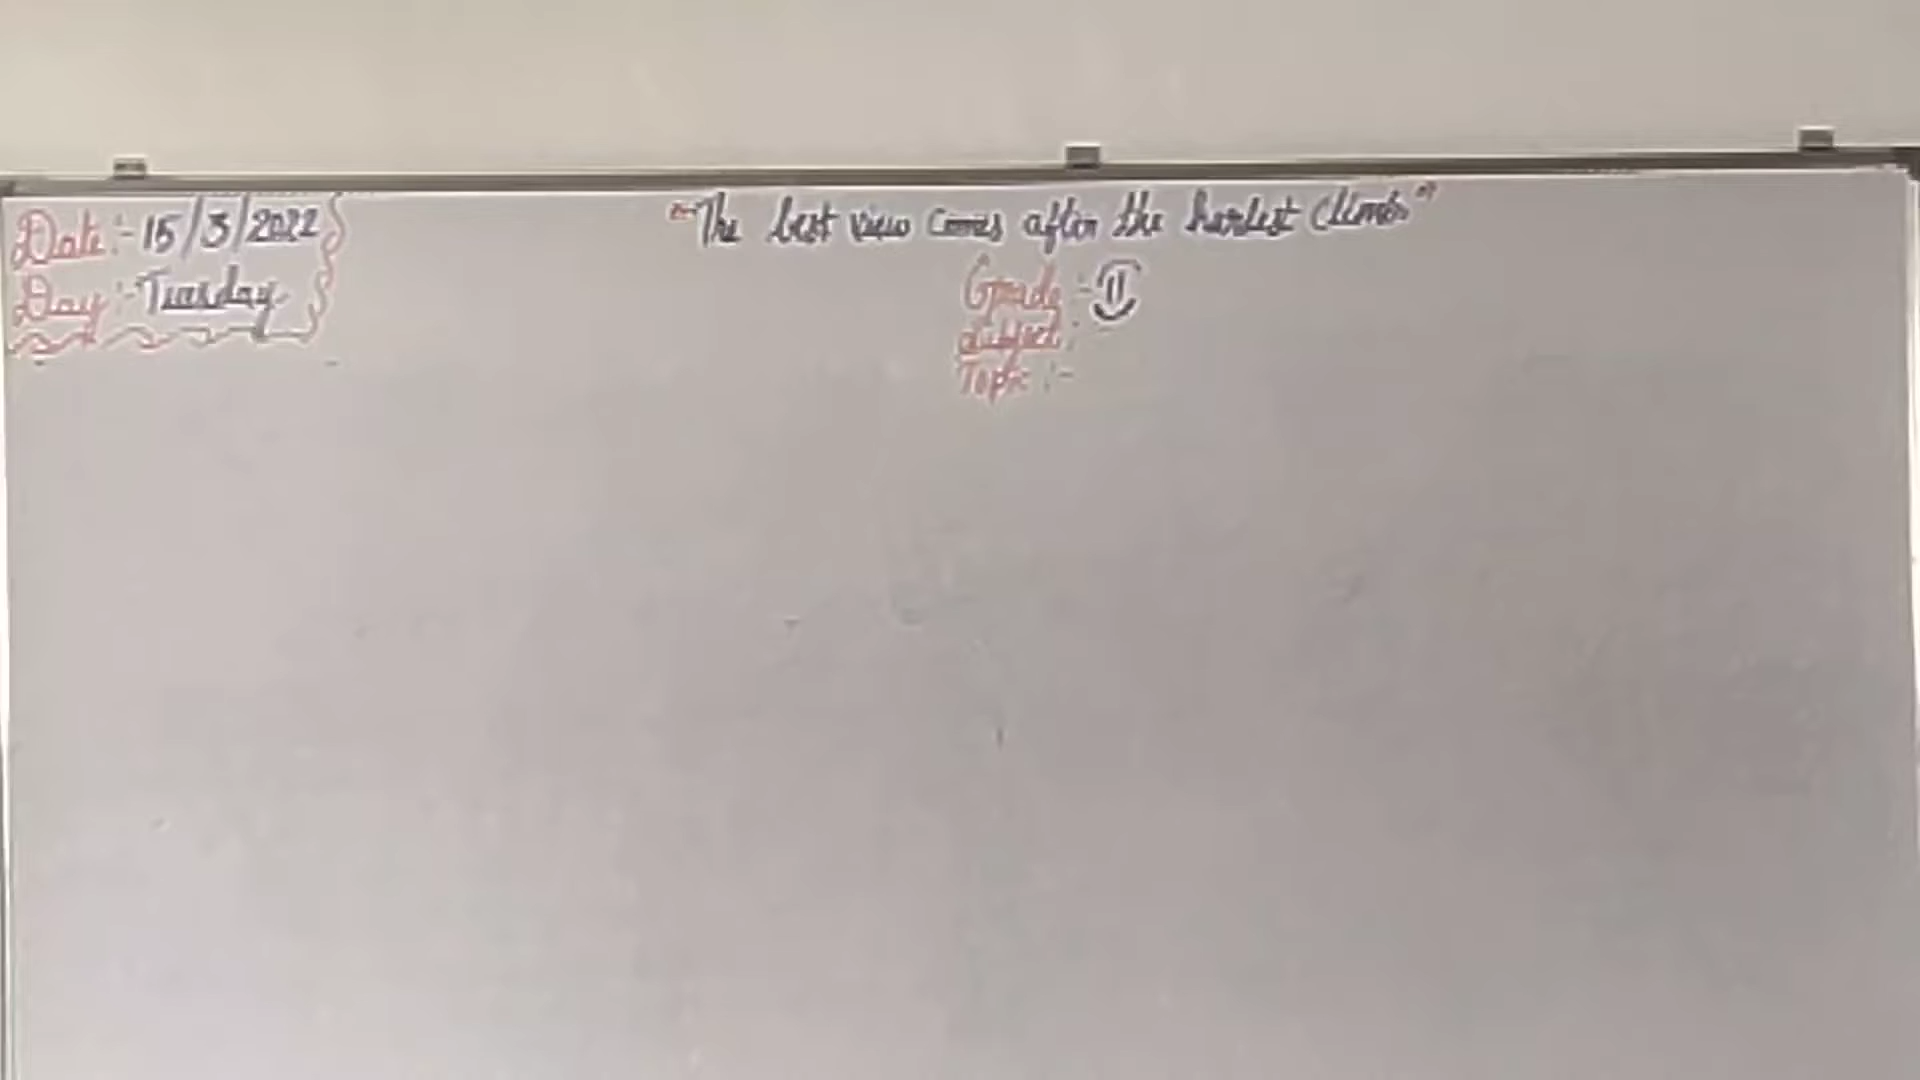 Date :- 15/3/2022
Day :- Tuesday
"The best view comes after the hardest climb"
Grade :- 11
Subject :-
Topic :-